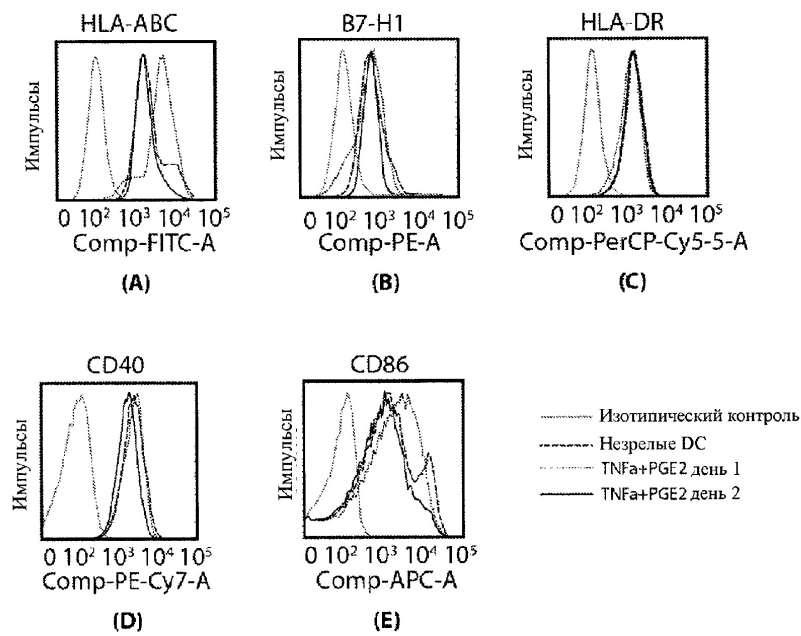 HLA-ABC
Импульсы
0 10² 10³ 10⁴ 10⁵
Comp-FITC-A
(A)
B7-H1
Импульсы
0 10² 10³ 10⁴ 10⁵
Comp-PE-A
(B)
HLA-DR
Импульсы
0 10² 10³ 10⁴ 10⁵
Comp-PerCP-Cy5-5-A
(C)
CD40
Импульсы
0 10² 10³ 10⁴ 10⁵
Comp-PE-Cy7-A
(D)
CD86
Импульсы
0 10² 10³ 10⁴ 10⁵
Comp-APC-A
(E)
Изотипический контроль
Незрелые DC
TNFa+PGE2 день 1
TNFa+PGE2 день 2